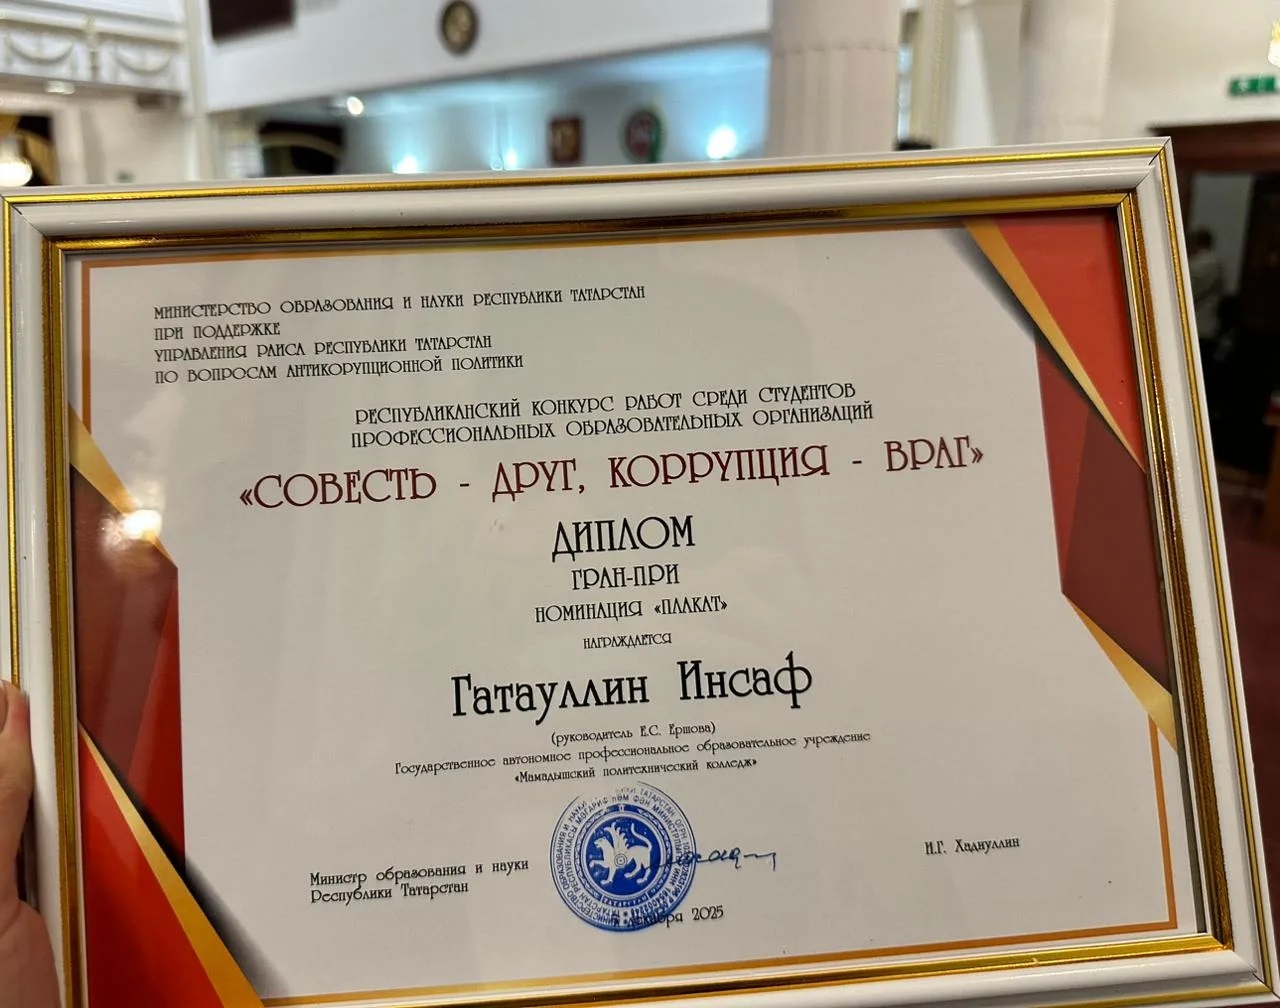 МИНИСТЕРСТВО ОБРАЗОВАНИЯ И НАУКИ РЕСПУБЛИКИ ТАТАРСТАН
ПРИ ПОДДЕРЖКЕ
УПРАВЛЕНИЯ РАИСА РЕСПУБЛИКИ ТАТАРСТАН
ПО ВОПРОСАМ АНТИКОРУПЦИОННОЙ ПОЛИТИКИ
РЕСПУБЛИКАНСКИЙ КОНКУРС РАБОТ СРЕДИ СТУДЕНТОВ
ПРОФЕССИОНАЛЬНЫХ ОБРАЗОВАТЕЛЬНЫХ ОРГАНИЗАЦИЙ
«СОВЕСТЬ - ДРУГ, КОРРУПЦИЯ - ВРАГ»
ДИПЛОМ
ГРАН-ПРИ
НОМИНАЦИЯ «ПЛАКАТ»
НАГРАЖДАЕТСЯ
Гатауллин Инсаф
(руководитель Е.С. Ершова)
Государственное автономное профессиональное образовательное учреждение
«Мамадышский политехнический колледж»
Министр образования и науки
Республики Татарстан
И.Г. Хадиуллин
декабря 2025